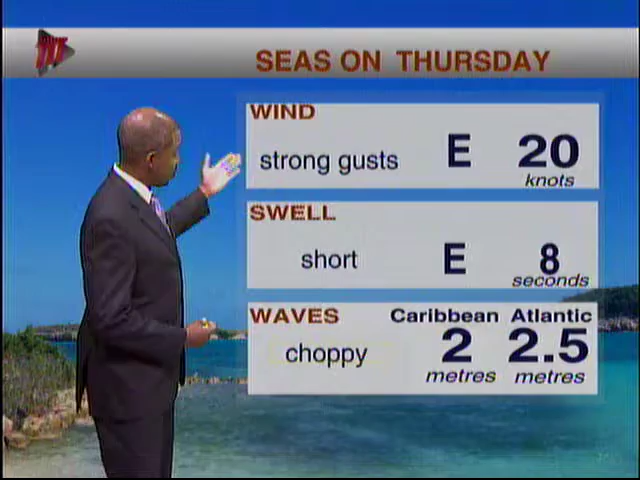 SEAS ON THURSDAY
WIND
strong gusts E 20
knots
SWELL
short E 8
seconds
WAVES Caribbean Atlantic
choppy 2 2.5
metres metres